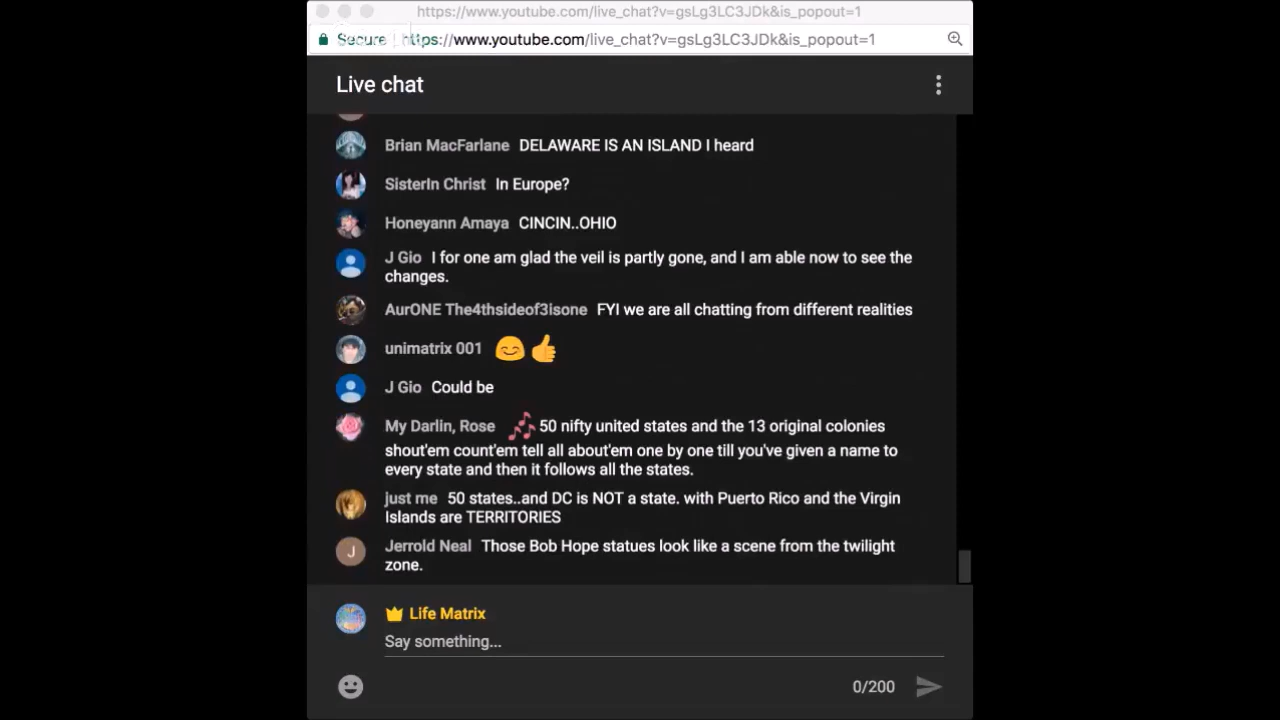 https://www.youtube.com/live_chat?v=gsLg3LC3JDk&is_popout=1
Secure https://www.youtube.com/live_chat?v=gsLg3LC3JDk&is_popout=1
Live chat
Brian MacFarlane DELAWARE IS AN ISLAND I heard
SisterIn Christ In Europe?
Honeyann Amaya CINCIN..OHIO
J Gio I for one am glad the veil is partly gone, and I am able now to see the
changes.
AurONE The4thsideof3isone FYI we are all chatting from different realities
unimatrix 001 😊👍
J Gio Could be
My Darlin, Rose 🎶 50 nifty united states and the 13 original colonies
shout'em count'em tell all about'em one by one till you've given a name to
every state and then it follows all the states.
just me 50 states..and DC is NOT a state. with Puerto Rico and the Virgin
Islands are TERRITORIES
J Jerrold Neal Those Bob Hope statues look like a scene from the twilight
zone.
Life Matrix
Say something...
0/200